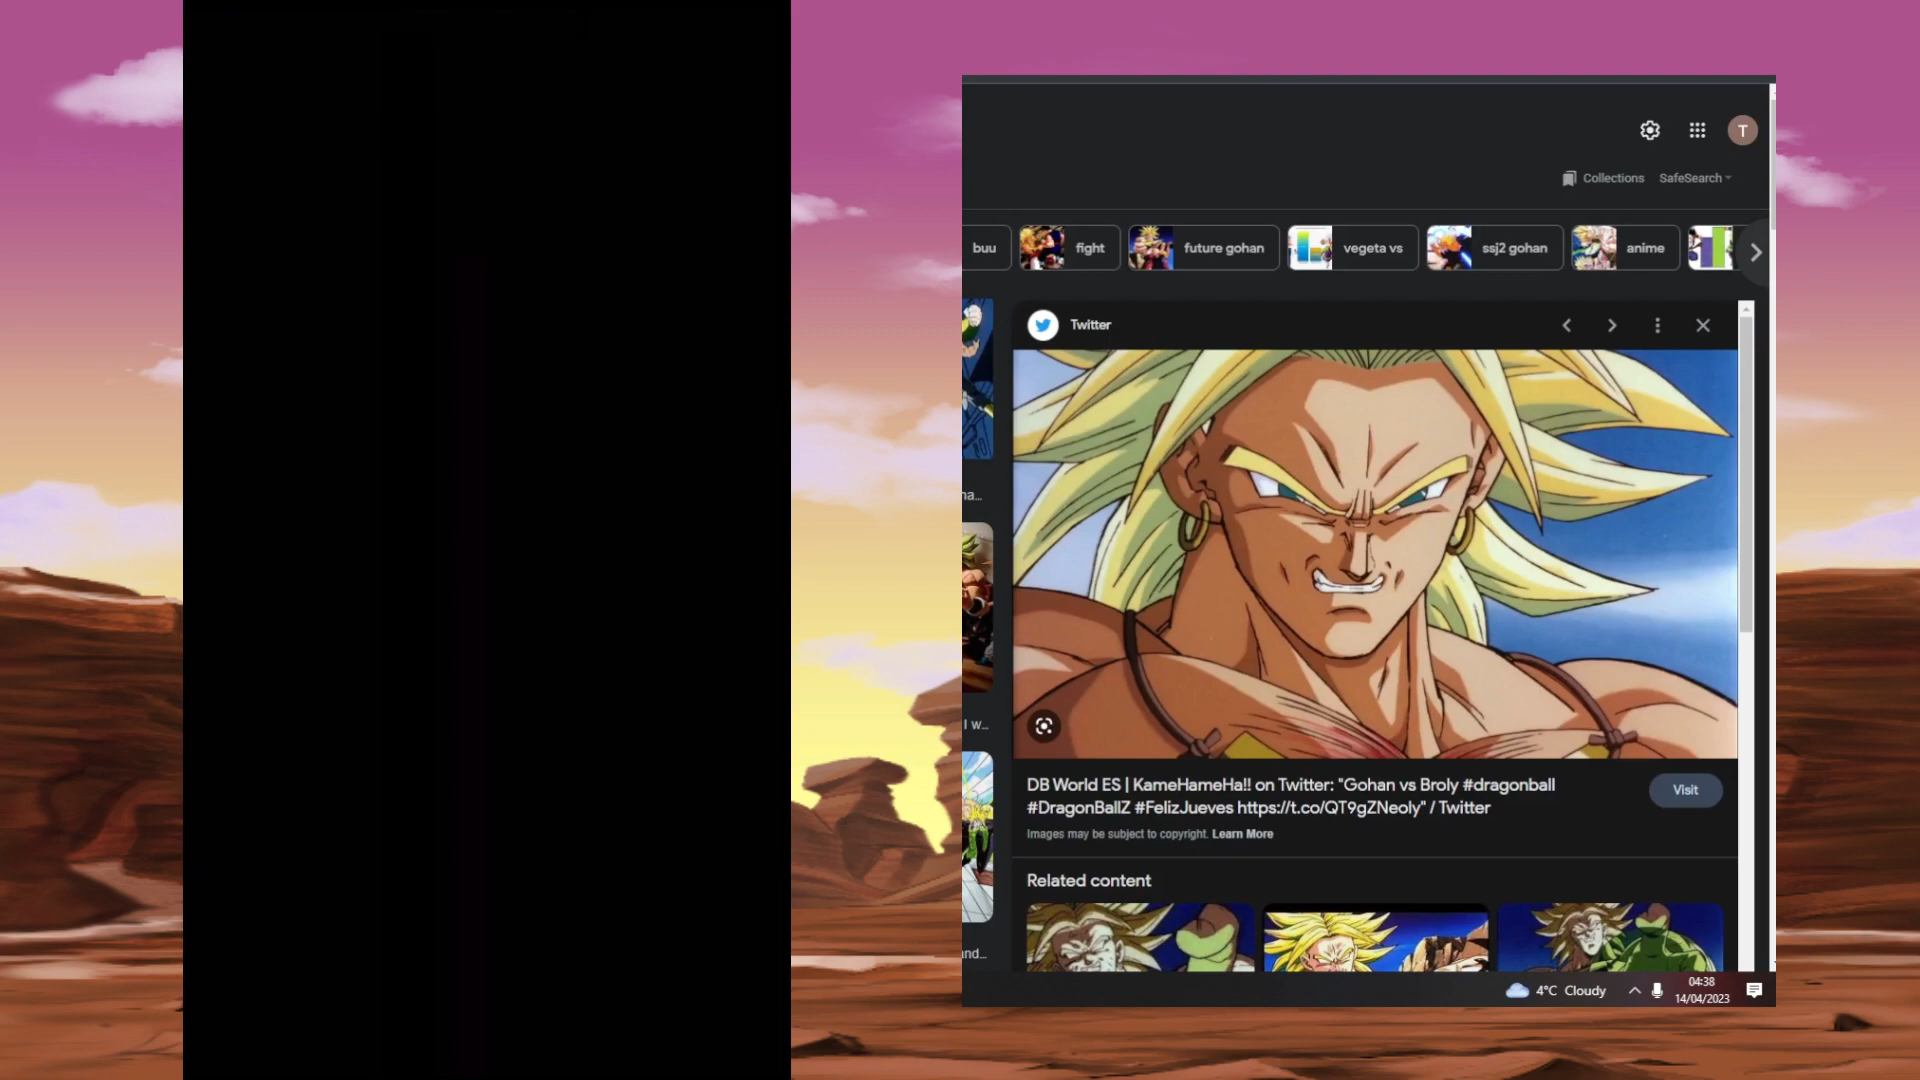 T
Collections SafeSearch
buu fight future gohan vegeta vs ssj2 gohan anime
Twitter
na...
I w...
DB World ES | KameHameHa!! on Twitter: "Gohan vs Broly #dragonball
#DragonBallZ #FelizJueves https://t.co/QT9gZNeoly" / Twitter
Visit
Images may be subject to copyright. Learn More
Related content
nd...
4°C Cloudy
04:38
14/04/2023